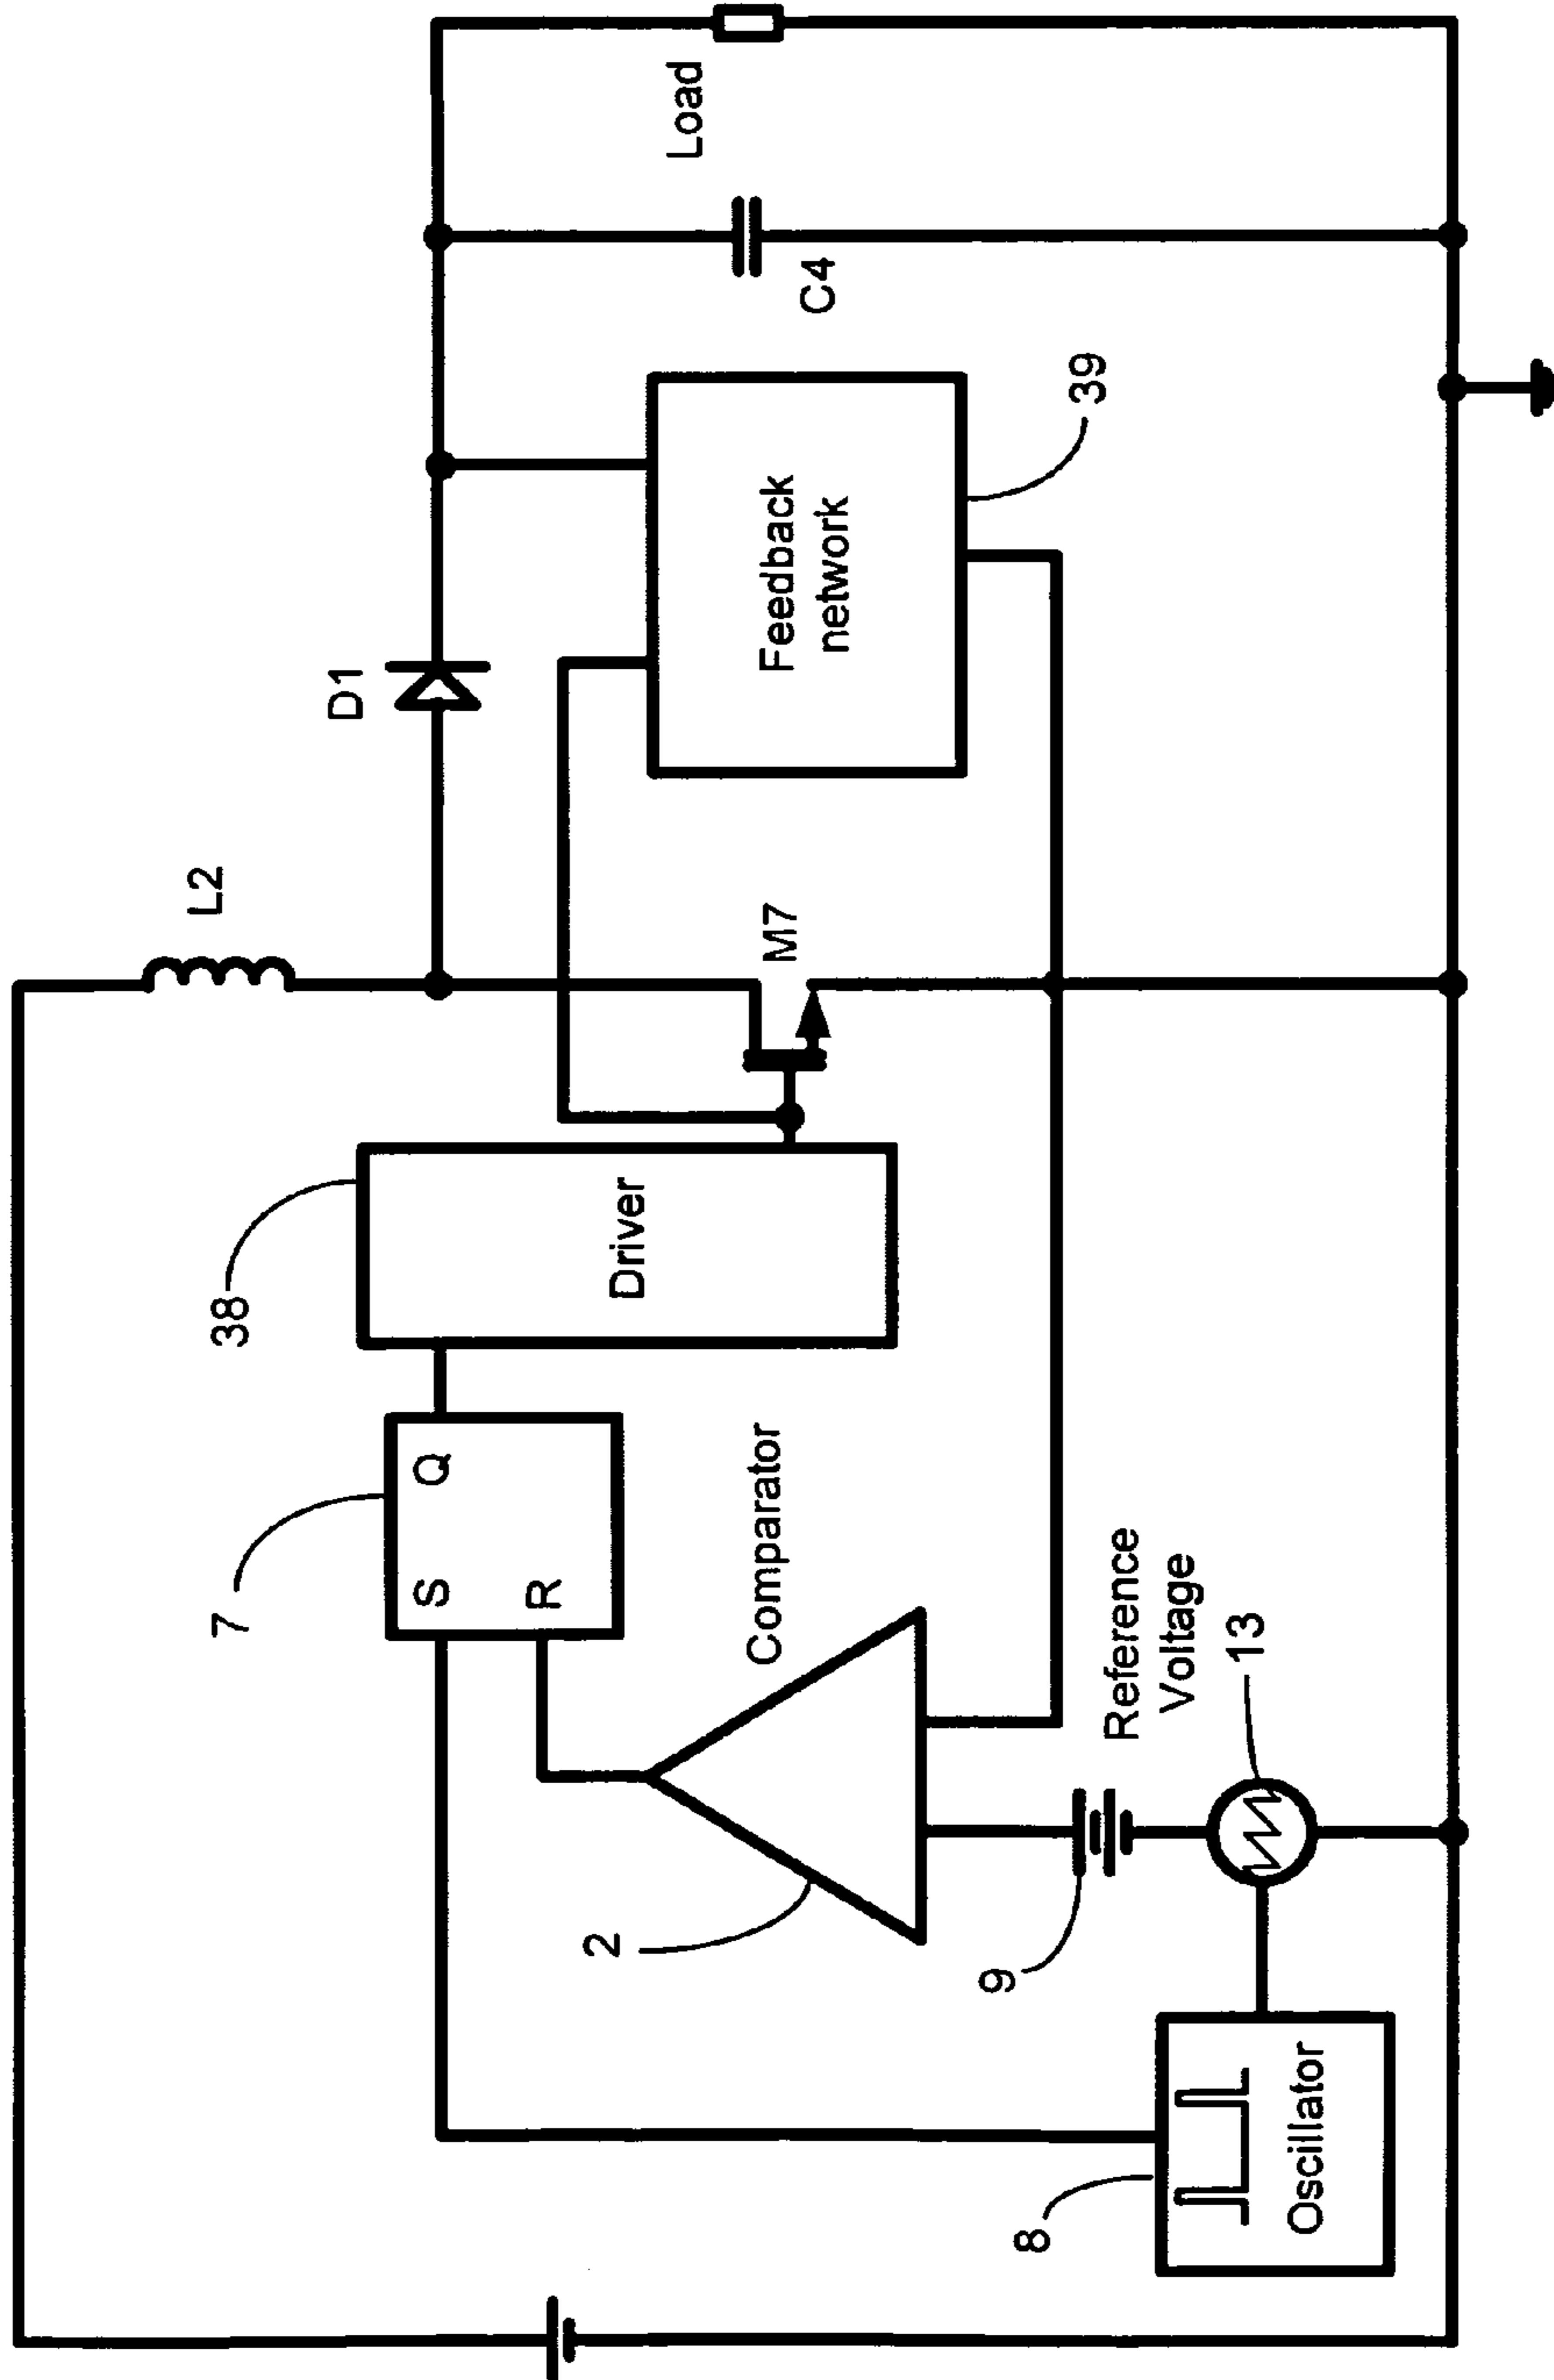 L2
D1
38
7
S
Q
R
Driver
M7
Feedback
network
39
Load
C4
Comparator
2
Reference
Voltage
9
13
8
Oscillator